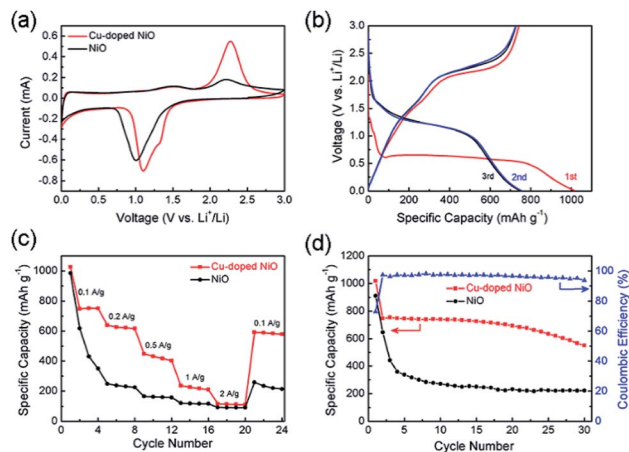 (a)
Cu-doped NiO
NiO
0.6
0.4
0.2
0.0
-0.2
-0.4
-0.6
-0.8
Current (mA)
0.0 0.5 1.0 1.5 2.0 2.5 3.0
Voltage (V vs. Li⁺/Li)
(b)
3.0
2.5
2.0
1.5
1.0
0.5
0.0
Voltage (V vs. Li⁺/Li)
3rd 2nd 1st
0 200 400 600 800 1000
Specific Capacity (mAh g⁻¹)
(c)
Cu-doped NiO
NiO
1000
800
600
400
200
0
Specific Capacity (mAh g⁻¹)
0.1 A/g
0.2 A/g
0.5 A/g
1 A/g
2 A/g
0.1 A/g
0 4 8 12 16 20 24
Cycle Number
(d)
Cu-doped NiO
NiO
1200
1000
800
600
400
200
0
Specific Capacity (mAh g⁻¹)
100
80
60
40
20
0
Coulombic Efficiency (%)
0 5 10 15 20 25 30
Cycle Number